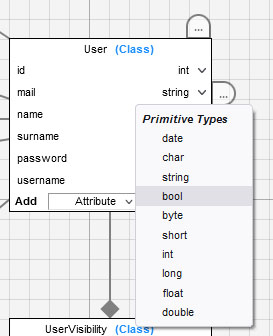 ...
User (Class)
id int
mail string
...
name
surname
password
username
Add Attribute
Primitive Types
date
char
string
bool
byte
short
int
long
float
double
UserVisibility (Class)